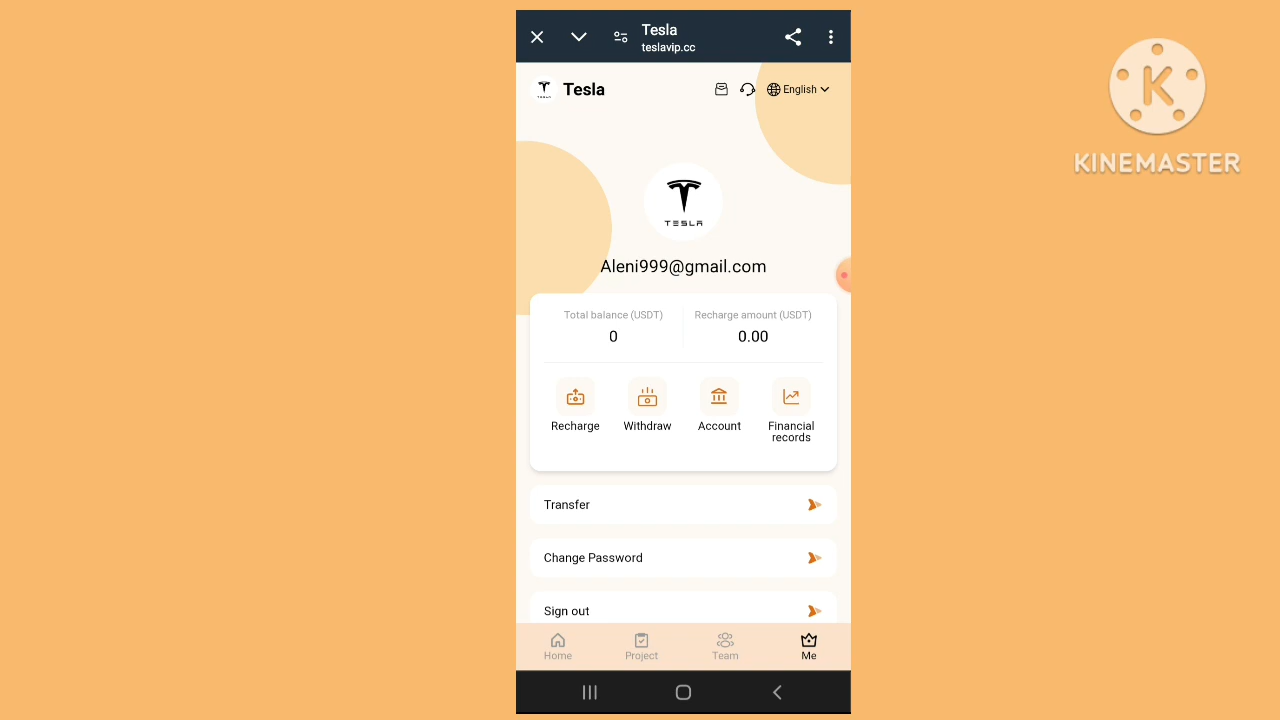 Tesla
teslavip.cc
Tesla
English
TESLA
Aleni999@gmail.com
Total balance (USDT)
Recharge amount (USDT)
0
0.00
Recharge
Withdraw
Account
Financial records
Transfer
Change Password
Sign out
Home
Project
Team
Me
K
KINEMASTER